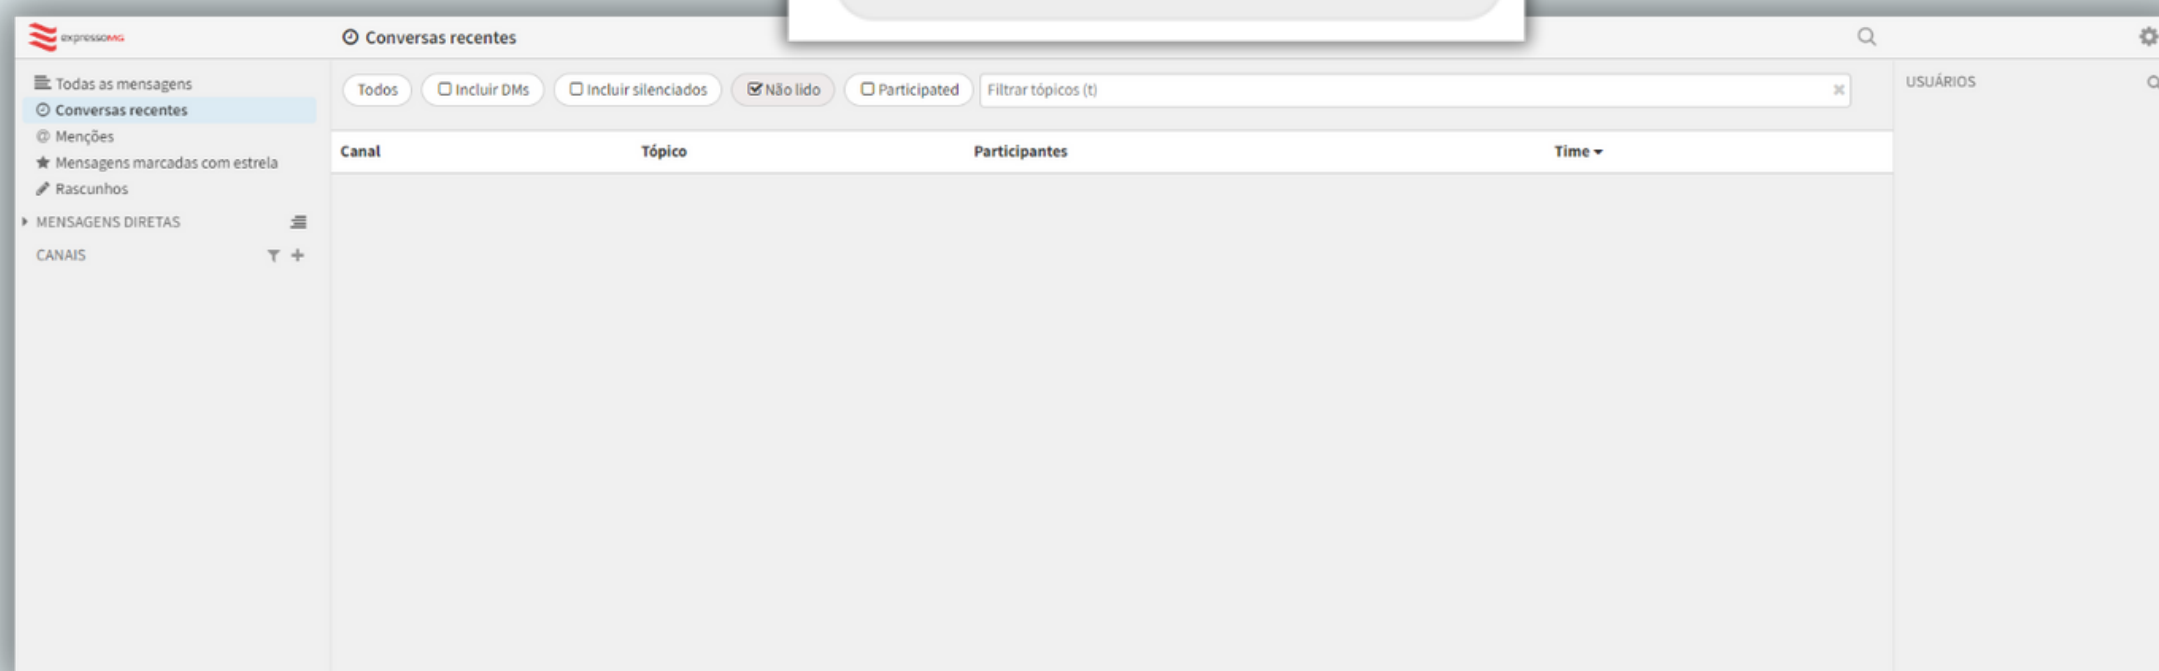 expressoMG
Conversas recentes
Todas as mensagens
Conversas recentes
Menções
Mensagens marcadas com estrela
Rascunhos
MENSAGENS DIRETAS
CANAIS
Todos
Incluir DMs
Incluir silenciados
Não lido
Participated
Filtrar tópicos (t)
Canal Tópico Participantes Time
USUÁRIOS